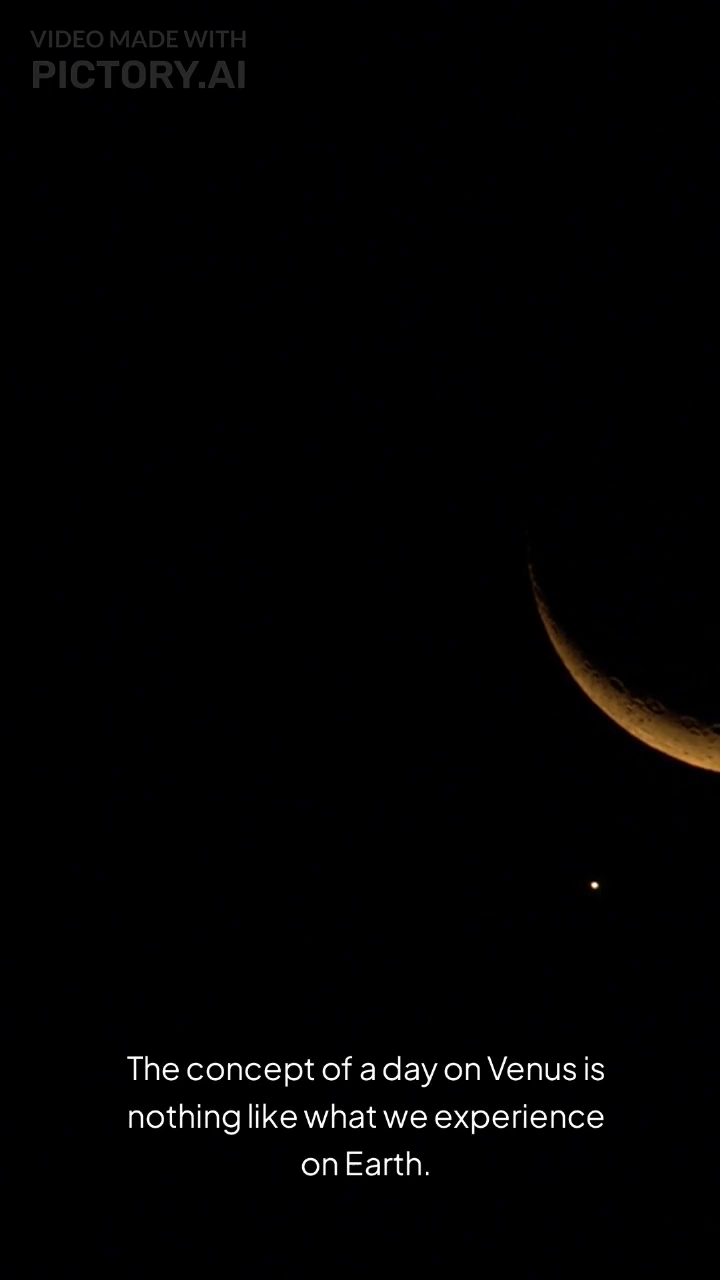 VIDEO MADE WITH
PICTORY.AI
The concept of a day on Venus is
nothing like what we experience
on Earth.